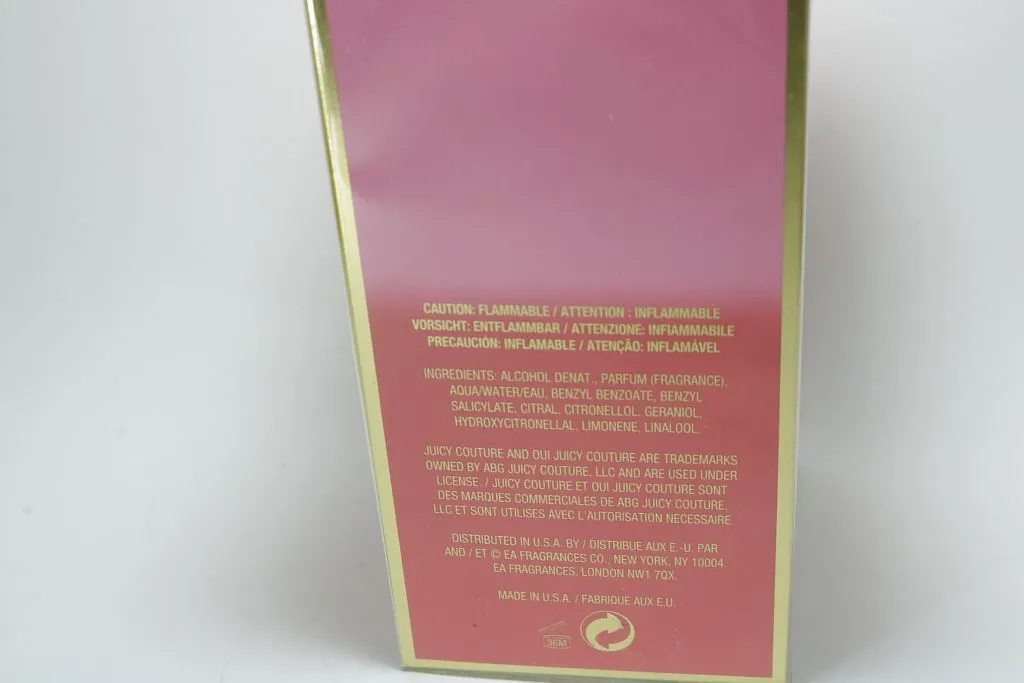 CAUTION: FLAMMABLE / ATTENTION : INFLAMMABLE
VORSICHT: ENTFLAMMBAR / ATTENZIONE: INFIAMMABILE
PRECAUCIÓN: INFLAMABLE / ATENÇÃO: INFLAMÁVEL
INGREDIENTS: ALCOHOL DENAT., PARFUM (FRAGRANCE),
AQUA/WATER/EAU, BENZYL BENZOATE, BENZYL
SALICYLATE, CITRAL, CITRONELLOL, GERANIOL,
HYDROXYCITRONELLAL, LIMONENE, LINALOOL.
JUICY COUTURE AND OUI JUICY COUTURE ARE TRADEMARKS
OWNED BY ABG JUICY COUTURE, LLC AND ARE USED UNDER
LICENSE. / JUICY COUTURE ET OUI JUICY COUTURE SONT
DES MARQUES COMMERCIALES DE ABG JUICY COUTURE,
LLC ET SONT UTILISES AVEC L'AUTORISATION NECESSAIRE.
DISTRIBUTED IN U.S.A. BY / DISTRIBUE AUX E.-U. PAR
AND / ET © EA FRAGRANCES CO., NEW YORK, NY 10004.
EA FRAGRANCES, LONDON NW1 7QX.
MADE IN U.S.A. / FABRIQUE AUX E.U.
36M